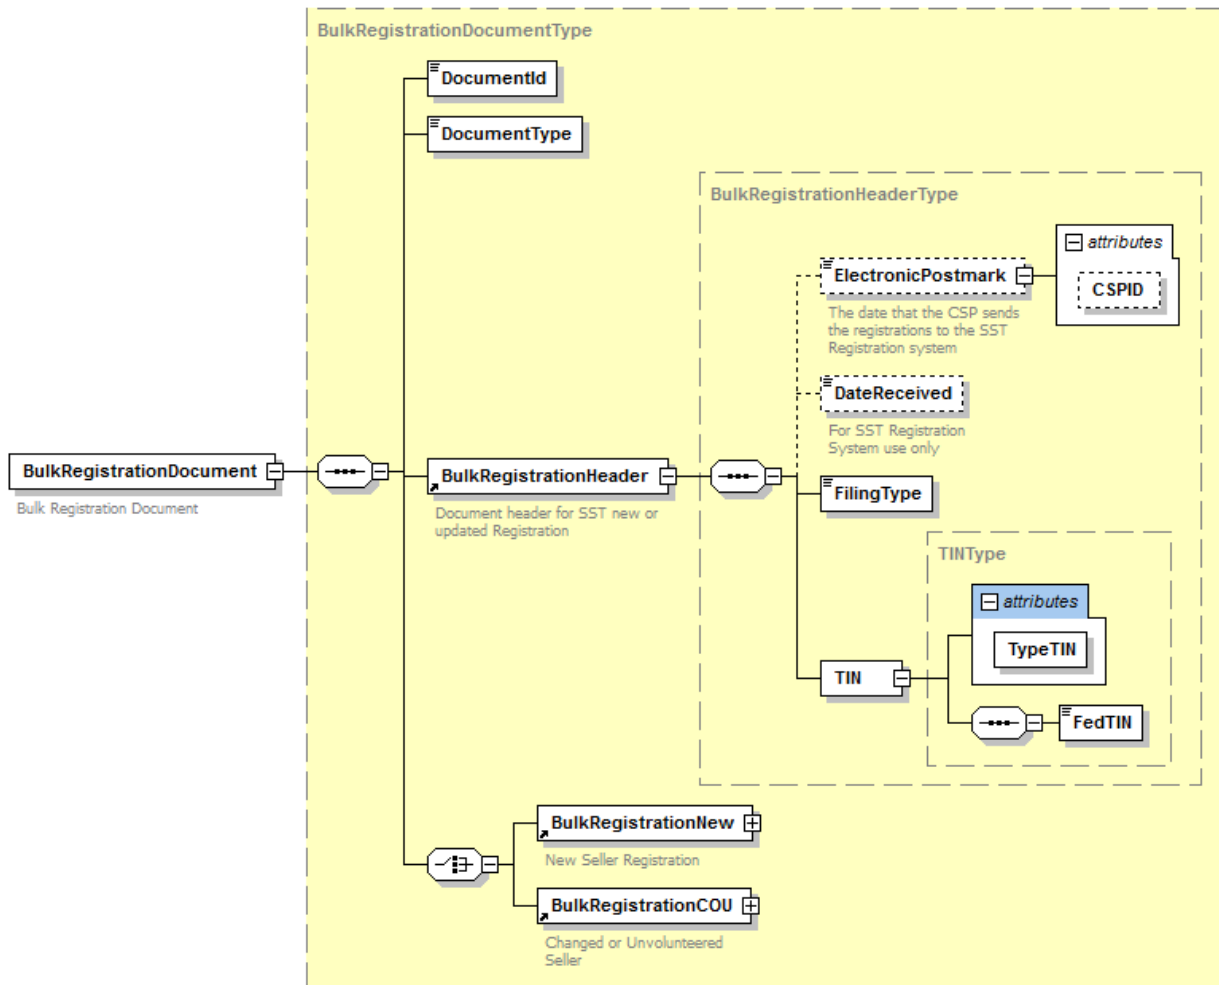 BulkRegistrationDocumentType
DocumentId
DocumentType
BulkRegistrationHeaderType
attributes
ElectronicPostmark
CSPID
The date that the CSP sends
the registrations to the SST
Registration system
DateReceived
For SST Registration
System use only
BulkRegistrationDocument
Bulk Registration Document
BulkRegistrationHeader
Document header for SST new or
updated Registration
FilingType
TINType
attributes
TypeTIN
TIN
FedTIN
BulkRegistrationNew
New Seller Registration
BulkRegistrationCOU
Changed or Unvolunteered
Seller